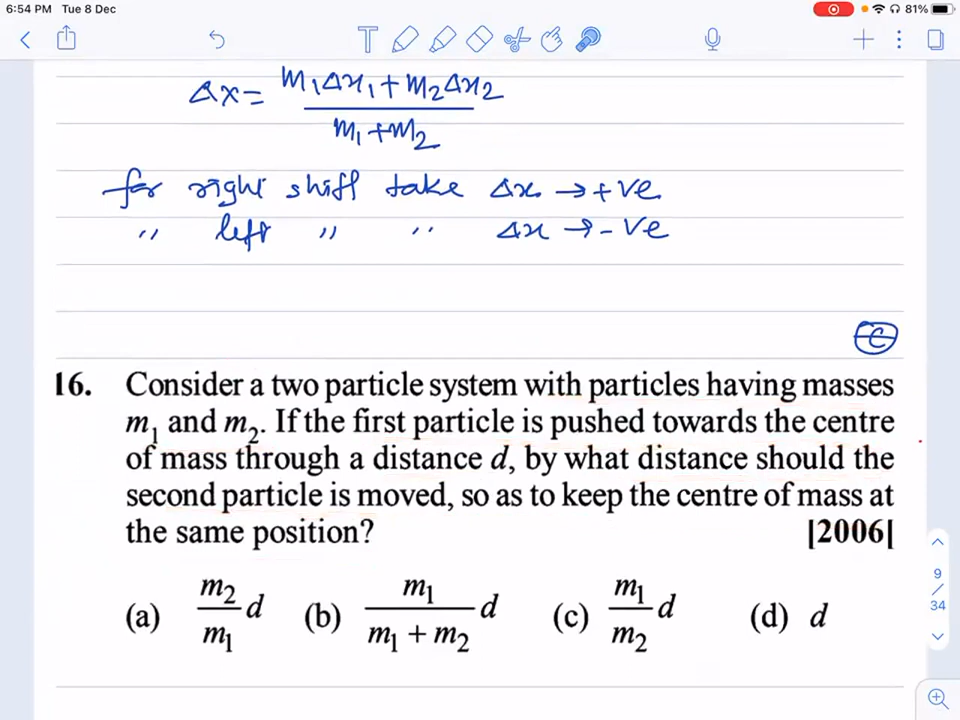 6:54 PM Tue 8 Dec 81%
Δx = m₁Δx₁ + m₂Δx₂ / m₁ + m₂
for right shift take Δx → +ve
〃 left 〃 〃 Δx → -ve
C
16. Consider a two particle system with particles having masses
m₁ and m₂. If the first particle is pushed towards the centre
of mass through a distance d, by what distance should the
second particle is moved, so as to keep the centre of mass at
the same position? [2006]
(a) m₂/m₁ d (b) m₁/(m₁ + m₂) d (c) m₁/m₂ d (d) d
9
/
34